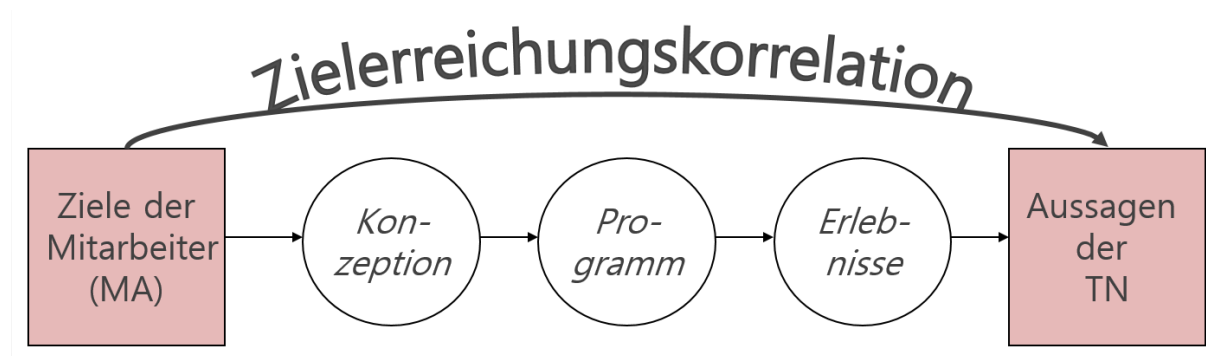 Zielerreichungskorrelation
Ziele der
Mitarbeiter
(MA)
Kon-
zeption
Pro-
gramm
Erleb-
nisse
Aussagen
der
TN